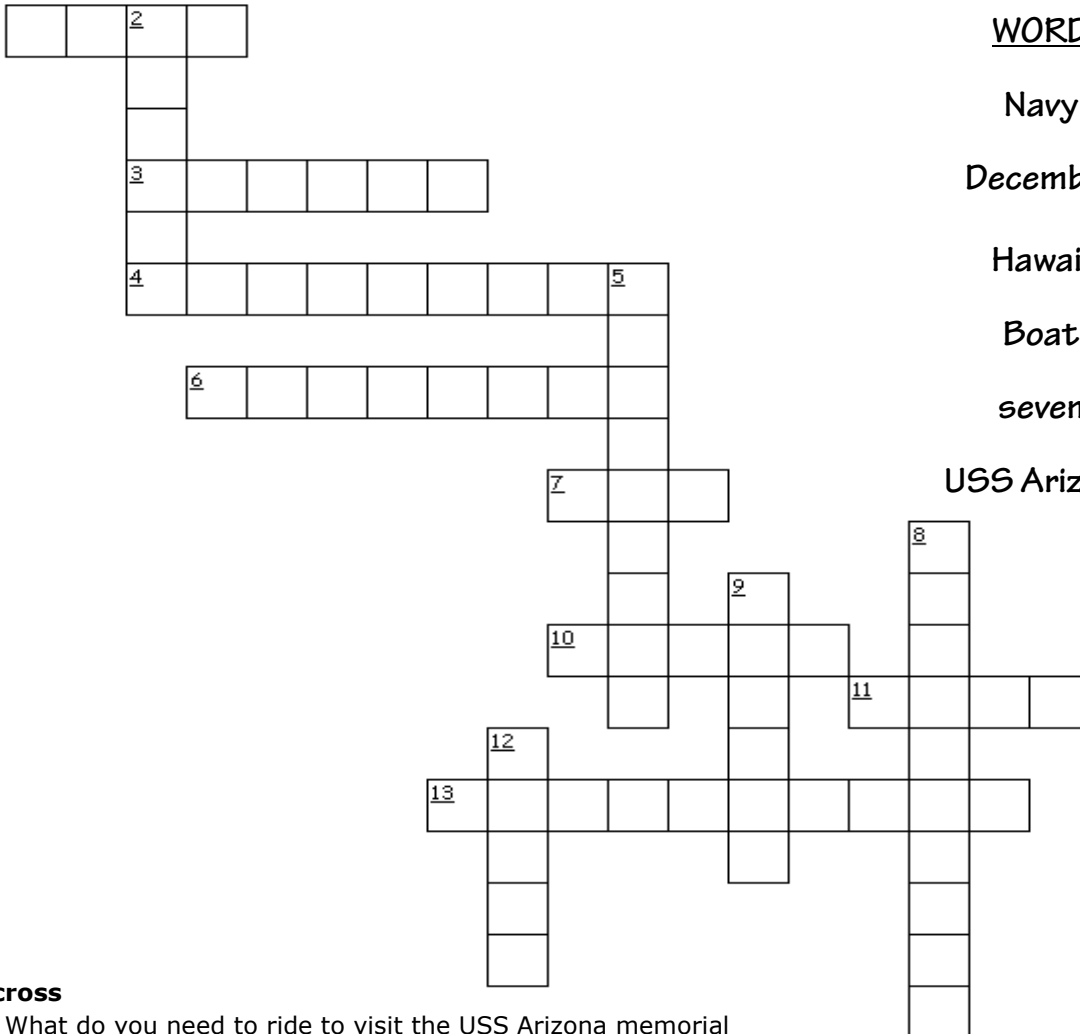 2
WORD
Navy
3
Decemb
4 5
Hawai
Boat
6
seven
7
USS Ariz
8
9
10
11
12
13
cross
What do you need to ride to visit the USS Arizona memorial